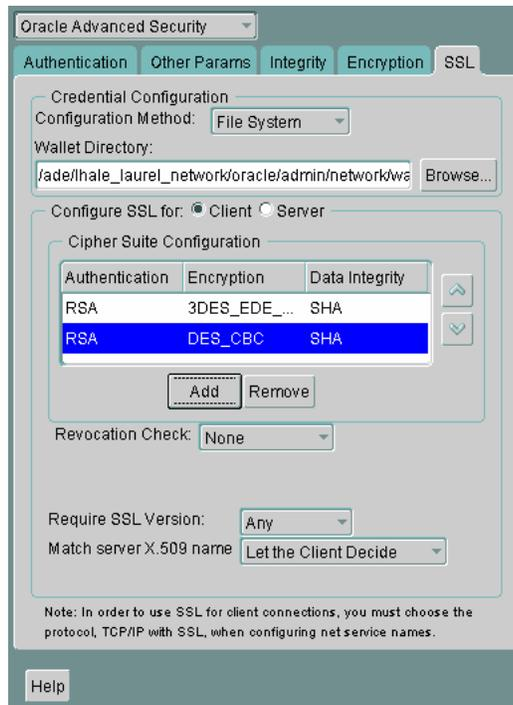 Oracle Advanced Security
Authentication Other Params Integrity Encryption SSL
Credential Configuration
Configuration Method: File System
Wallet Directory:
/ade/lhale_laurel_network/oracle/admin/network/wa Browse...
Configure SSL for: Client Server
Cipher Suite Configuration
Authentication Encryption Data Integrity
RSA 3DES_EDE_... SHA
RSA DES_CBC SHA
Add Remove
Revocation Check: None
Require SSL Version: Any
Match server X.509 name Let the Client Decide
Note: In order to use SSL for client connections, you must choose the
protocol, TCP/IP with SSL, when configuring net service names.
Help